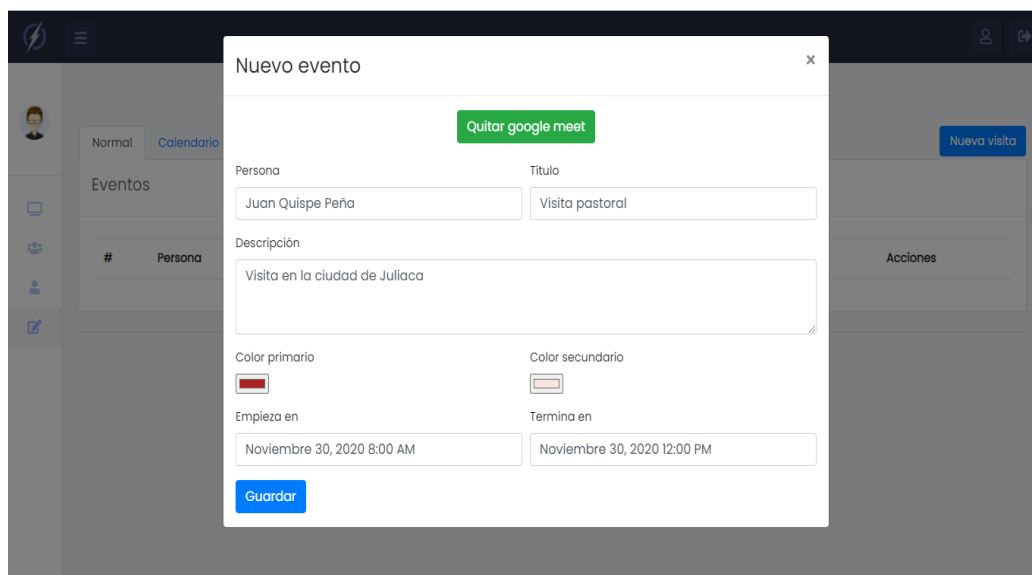 Nuevo evento
x
Quitar google meet
Normal
Calendario
Nueva visita
Persona
Título
Eventos
Juan Quispe Peña
Visita pastoral
Descripción
#
Persona
Acciones
Visita en la ciudad de Juliaca
Color primario
Color secundario
Empieza en
Termina en
Noviembre 30, 2020 8:00 AM
Noviembre 30, 2020 12:00 PM
Guardar